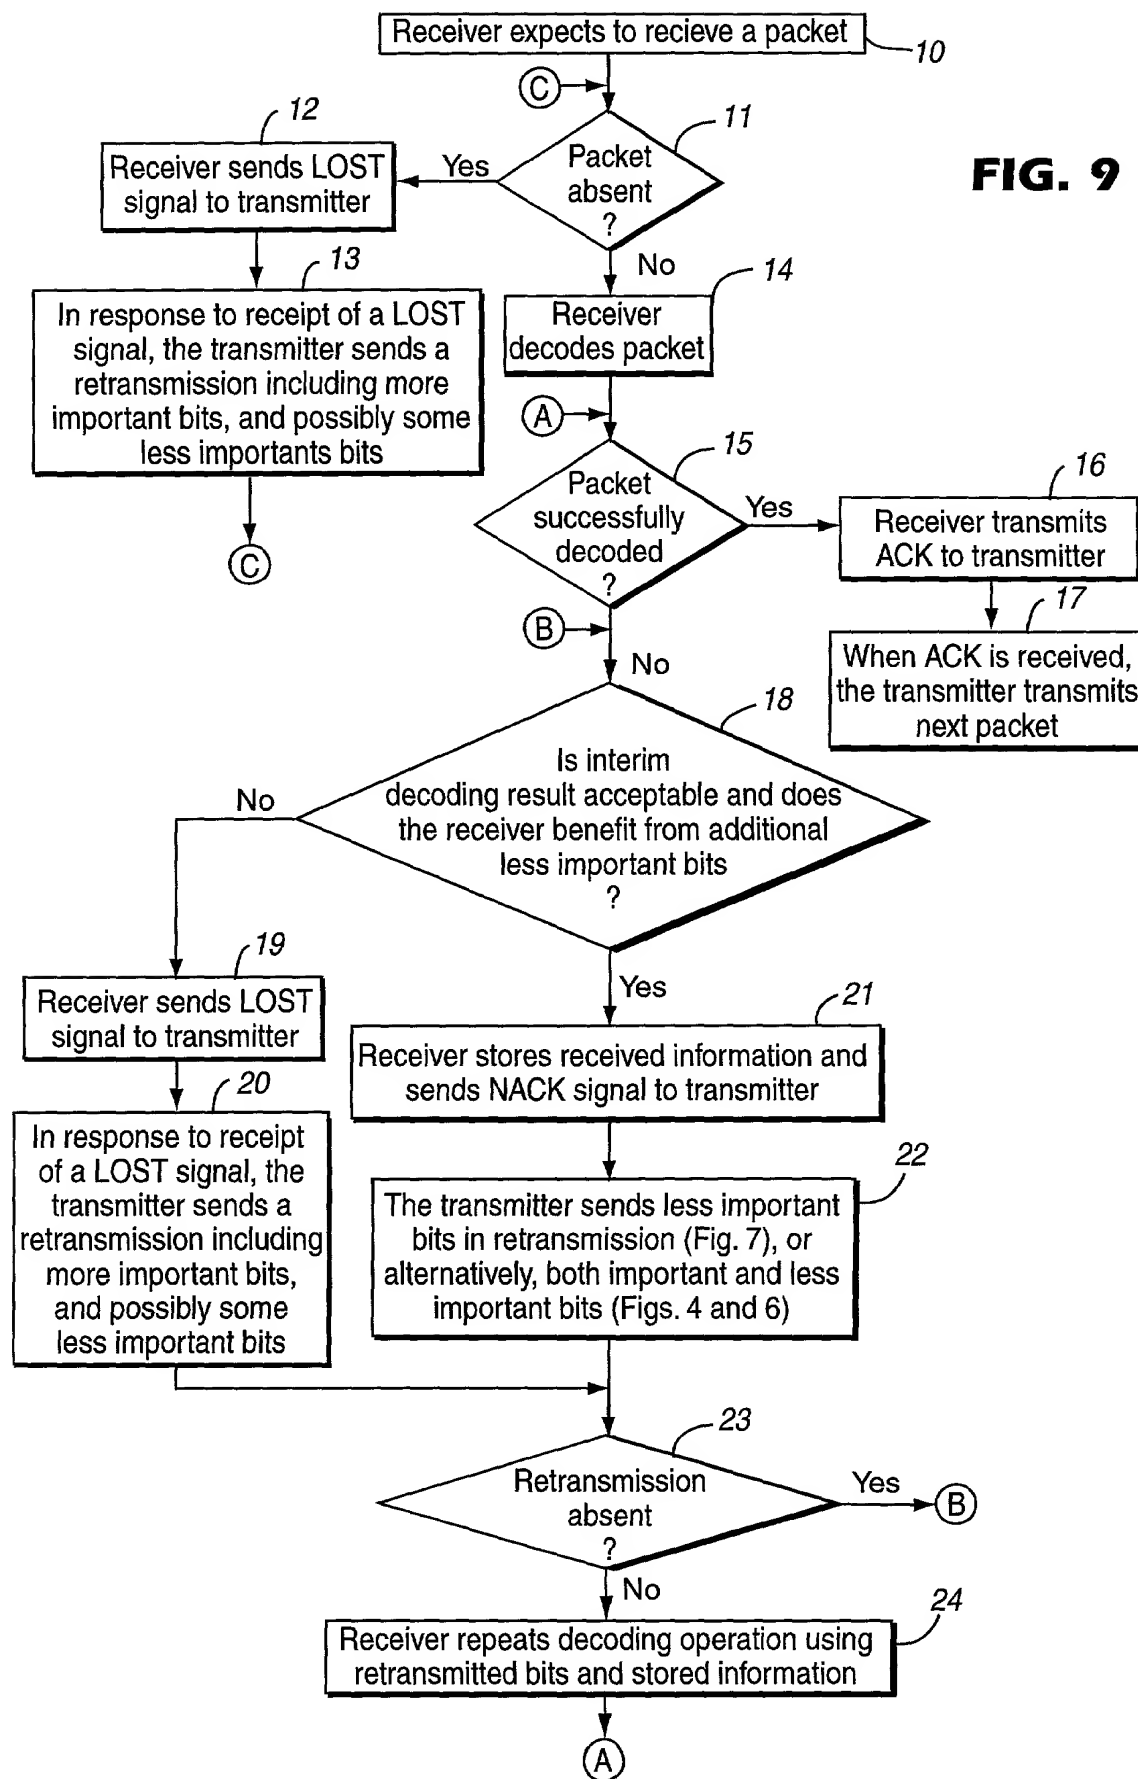 Receiver expects to recieve a packet
10
C
11
12
Packet
absent
?
Yes
Receiver sends LOST
signal to transmitter
FIG. 9
13
No
14
In response to receipt of a LOST
signal, the transmitter sends a
retransmission including more
important bits, and possibly some
less importants bits
Receiver
decodes packet
A
15
C
Packet
successfully
decoded
?
Yes
16
Receiver transmits
ACK to transmitter
17
B
No
When ACK is received,
the transmitter transmits
next packet
18
Is interim
decoding result acceptable and does
the receiver benefit from additional
less important bits
?
No
19
Receiver sends LOST
signal to transmitter
Yes
21
Receiver stores received information and
sends NACK signal to transmitter
20
In response to receipt
of a LOST signal, the
transmitter sends a
retransmission including
more important bits,
and possibly some
less important bits
22
The transmitter sends less important
bits in retransmission (Fig. 7), or
alternatively, both important and less
important bits (Figs. 4 and 6)
23
Retransmission
absent
?
Yes
B
No
24
Receiver repeats decoding operation using
retransmitted bits and stored information
A